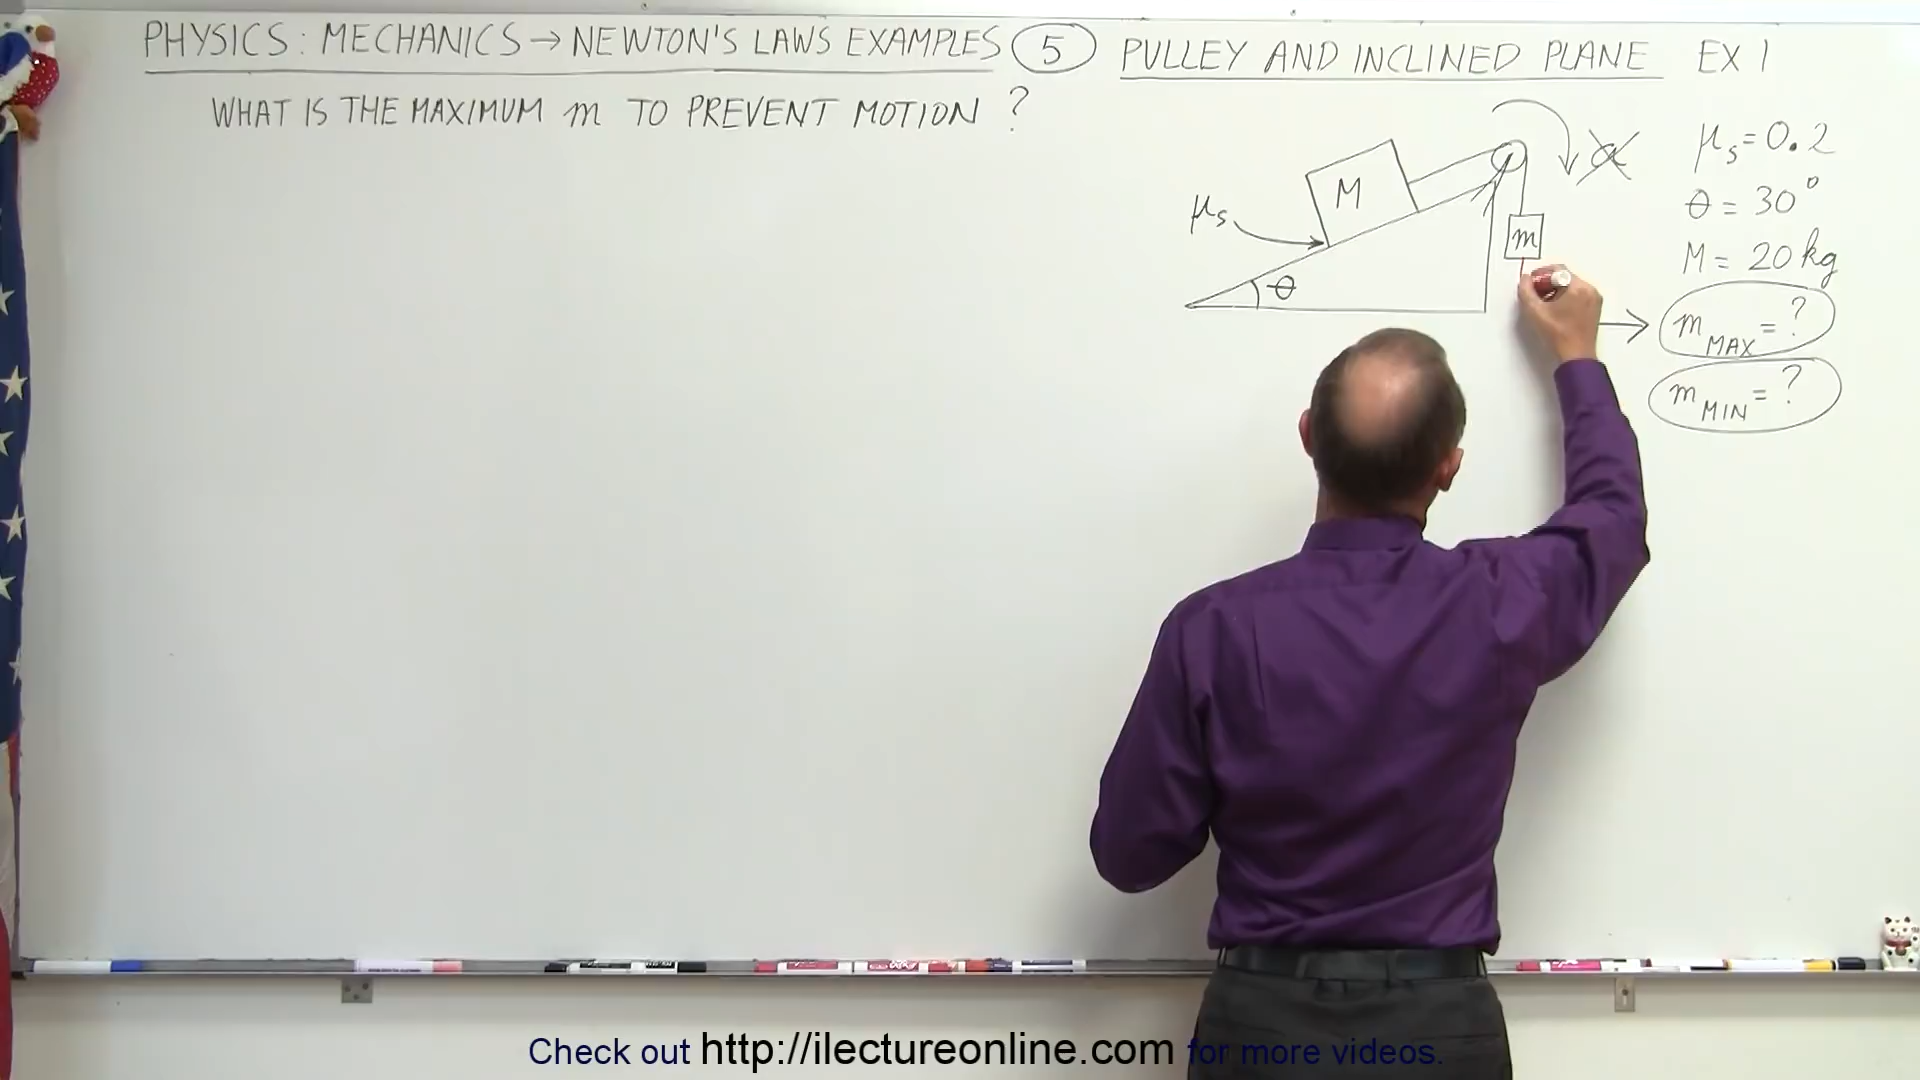 PHYSICS: MECHANICS → NEWTON'S LAWS EXAMPLES 5 PULLEY AND INCLINED PLANE EX 1
WHAT IS THE MAXIMUM m TO PREVENT MOTION ?
a
M
μs
m
θ
μs = 0.2
θ = 30°
M = 20 kg
mMAX = ?
mMIN = ?
Check out http://ilectureonline.com for more videos.